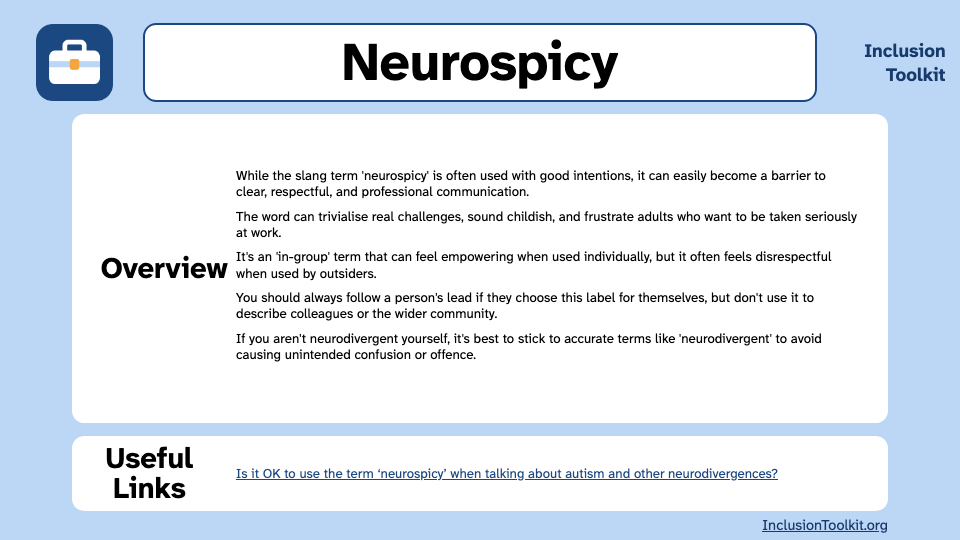 Neurospicy
Inclusion
Toolkit
Overview
While the slang term 'neurospicy' is often used with good intentions, it can easily become a barrier to
clear, respectful, and professional communication.
The word can trivialise real challenges, sound childish, and frustrate adults who want to be taken seriously
at work.
It's an 'in-group' term that can feel empowering when used individually, but it often feels disrespectful
when used by outsiders.
You should always follow a person's lead if they choose this label for themselves, but don't use it to
describe colleagues or the wider community.
If you aren't neurodivergent yourself, it's best to stick to accurate terms like 'neurodivergent' to avoid
causing unintended confusion or offence.
Useful
Links
Is it OK to use the term ‘neurospicy’ when talking about autism and other neurodivergences?
InclusionToolkit.org